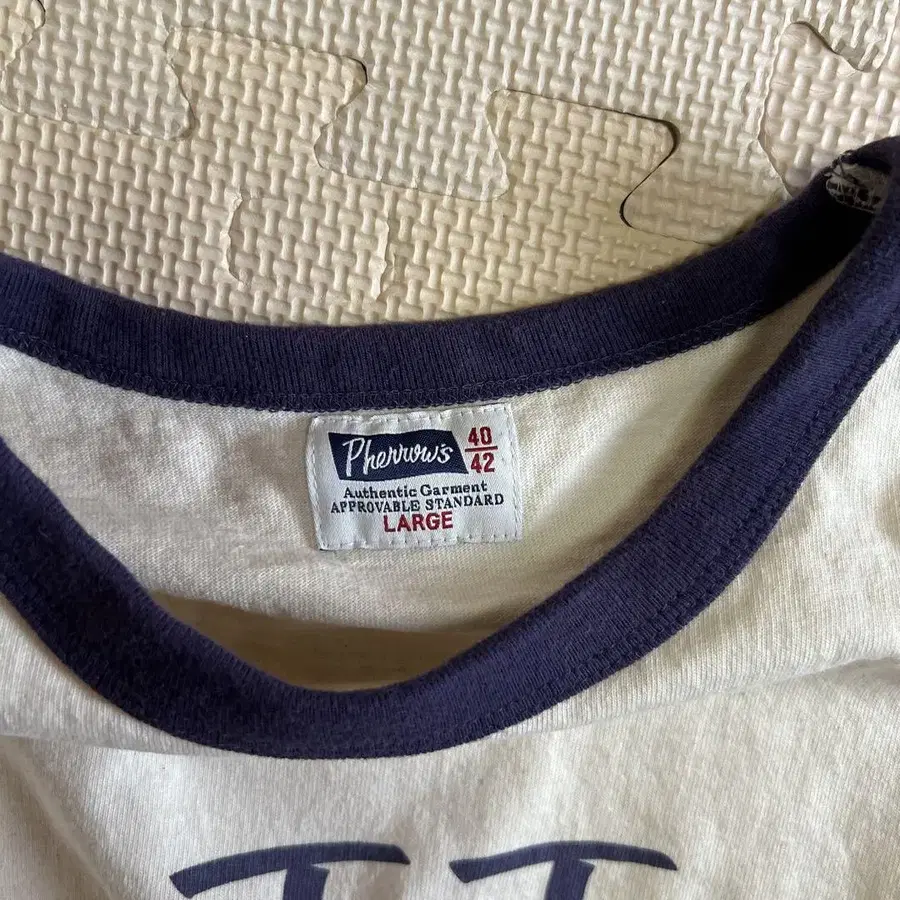 Pherrow's
40
42
Authentic Garment
APPROVABLE STANDARD
LARGE